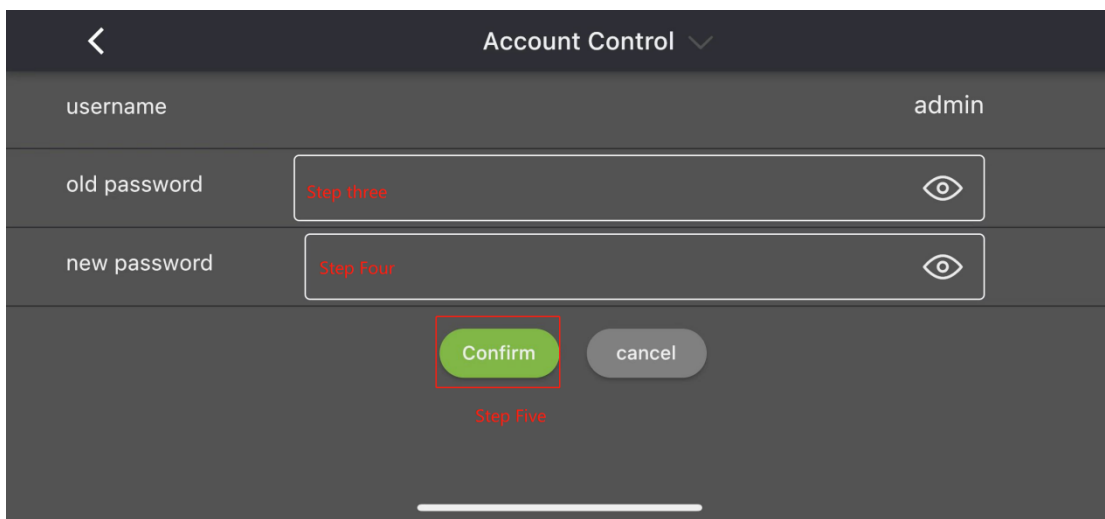 Account Control
username admin
old password Step three
new password Step Four
Confirm cancel
Step Five